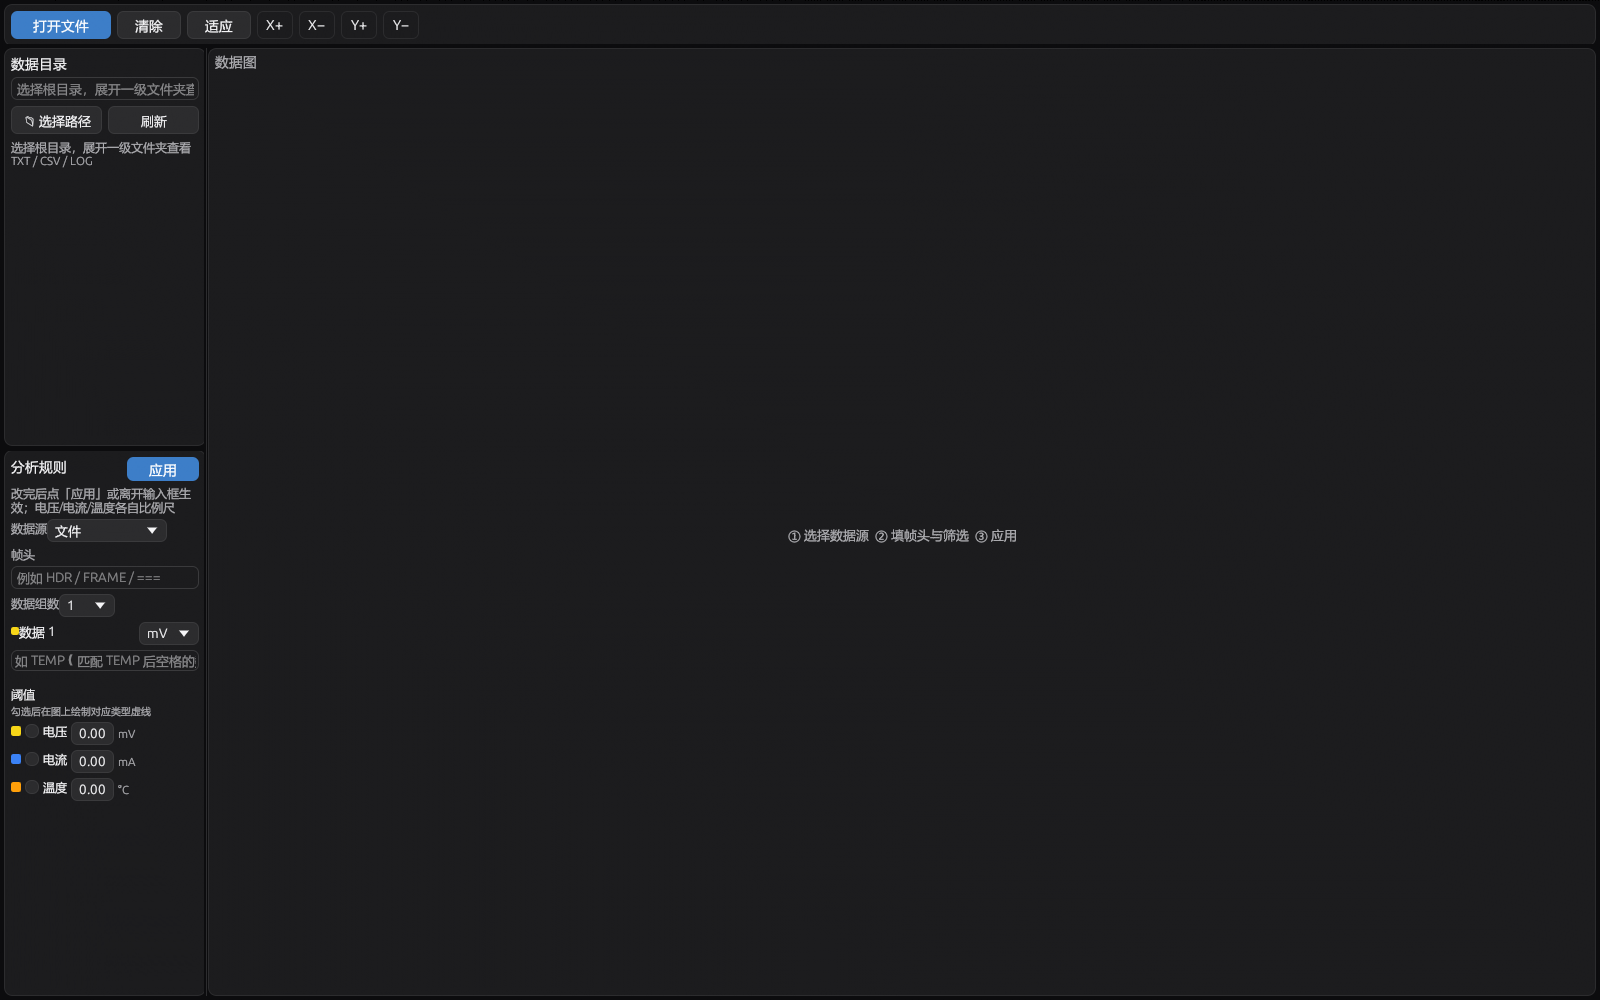 打开文件 清除 适应 X+ X− Y+ Y−
数据目录
选择根目录，展开一级文件夹查
选择路径 刷新
选择根目录，展开一级文件夹查看
TXT / CSV / LOG
数据图
① 选择数据源 ② 填帧头与筛选 ③ 应用
分析规则 应用
改完后点「应用」或离开输入框生
效；电压/电流/温度各自比例尺
数据源 文件
帧头
例如 HDR / FRAME / ===
数据组数 1
数据 1 mV
如 TEMP ( 匹配 TEMP 后空格的
阈值
勾选后在图上绘制对应类型虚线
电压 0.00 mV
电流 0.00 mA
温度 0.00 °C